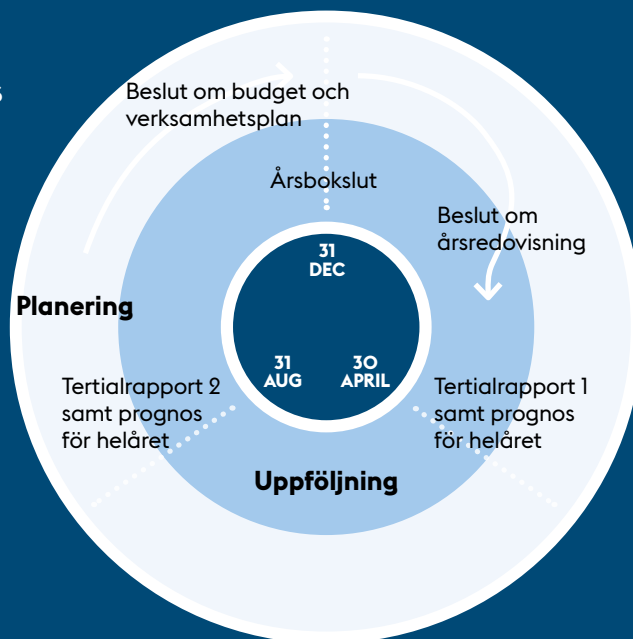 Beslut om budget och
verksamhetsplan
Årsbokslut
Beslut om
årsredovisning
31
DEC
Planering
31
AUG
30
APRIL
Tertialrapport 2
samt prognos
för helåret
Tertialrapport 1
samt prognos
för helåret
Uppföljning